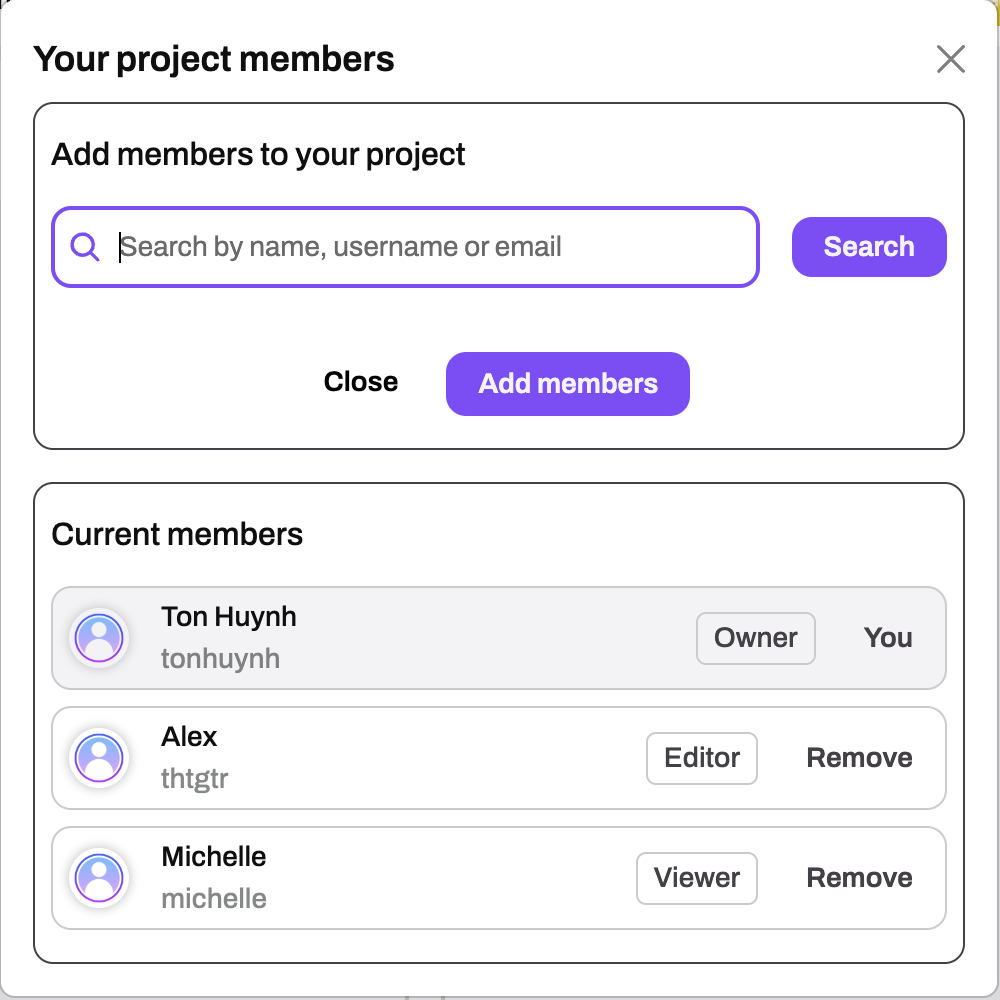 Your project members
Add members to your project
Search by name, username or email
Search
Close
Add members
Current members
Ton Huynh
tonhuynh
Owner
You
Alex
thtgtr
Editor
Remove
Michelle
michelle
Viewer
Remove